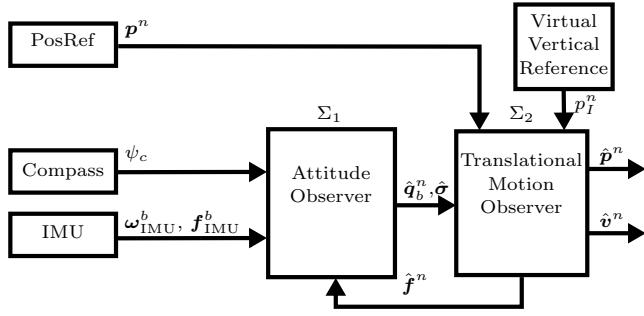 PosRef
p^n
Virtual
Vertical
Reference
p_I^n
Σ_1
Σ_2
Compass
ψ_c
Attitude
Observer
Translational
Motion
Observer
p̂^n
q̂_b^n, σ̂
IMU
ω_IMU^b, f_IMU^b
v̂^n
f̂^n